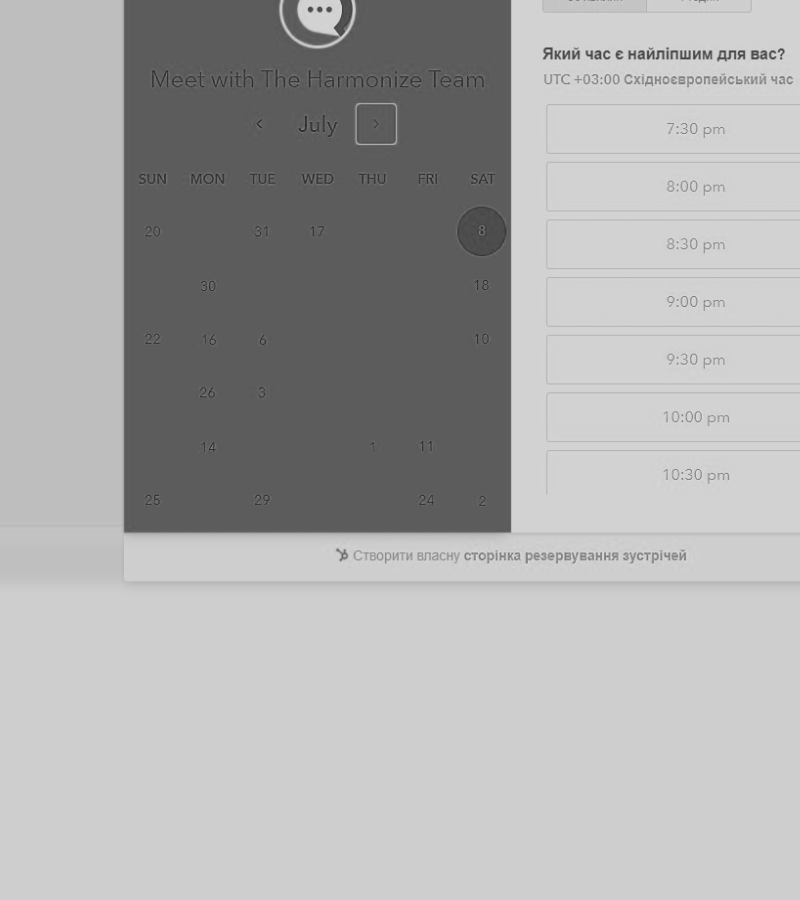 Meet with The Harmonize Team
July
SUN MON TUE WED THU FRI SAT
20 31 17 8
30 18
22 16 6 10
26 3
14 1 11
25 29 24 2
Який час є найліпшим для вас?
UTC +03:00 Східноєвропейський час
7:30 pm
8:00 pm
8:30 pm
9:00 pm
9:30 pm
10:00 pm
10:30 pm
Створити власну сторінка резервування зустрічей